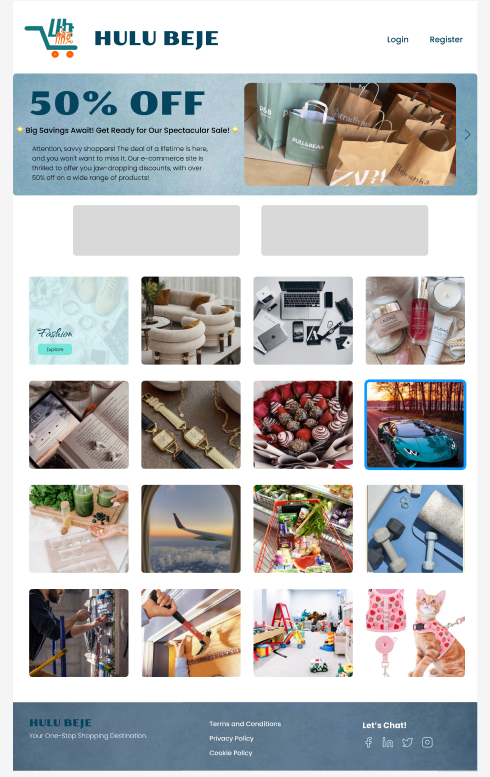 HULU BEJE
Login
Register
50% OFF
Big Savings Await! Get Ready for Our Spectacular Sale!
Attention, savvy shoppers! The deal of a lifetime is here,
and you won't want to miss it. Our e-commerce site is
thrilled to offer you jaw-dropping discounts, with over
50% off on a wide range of products!
P&B
PULL&BEAR
Stradivarius
ZARA
Bershka
Fashion
Explore
HULU BEJE
Your One-Stop Shopping Destination.
Terms and Conditions
Privacy Policy
Cookie Policy
Let's Chat!